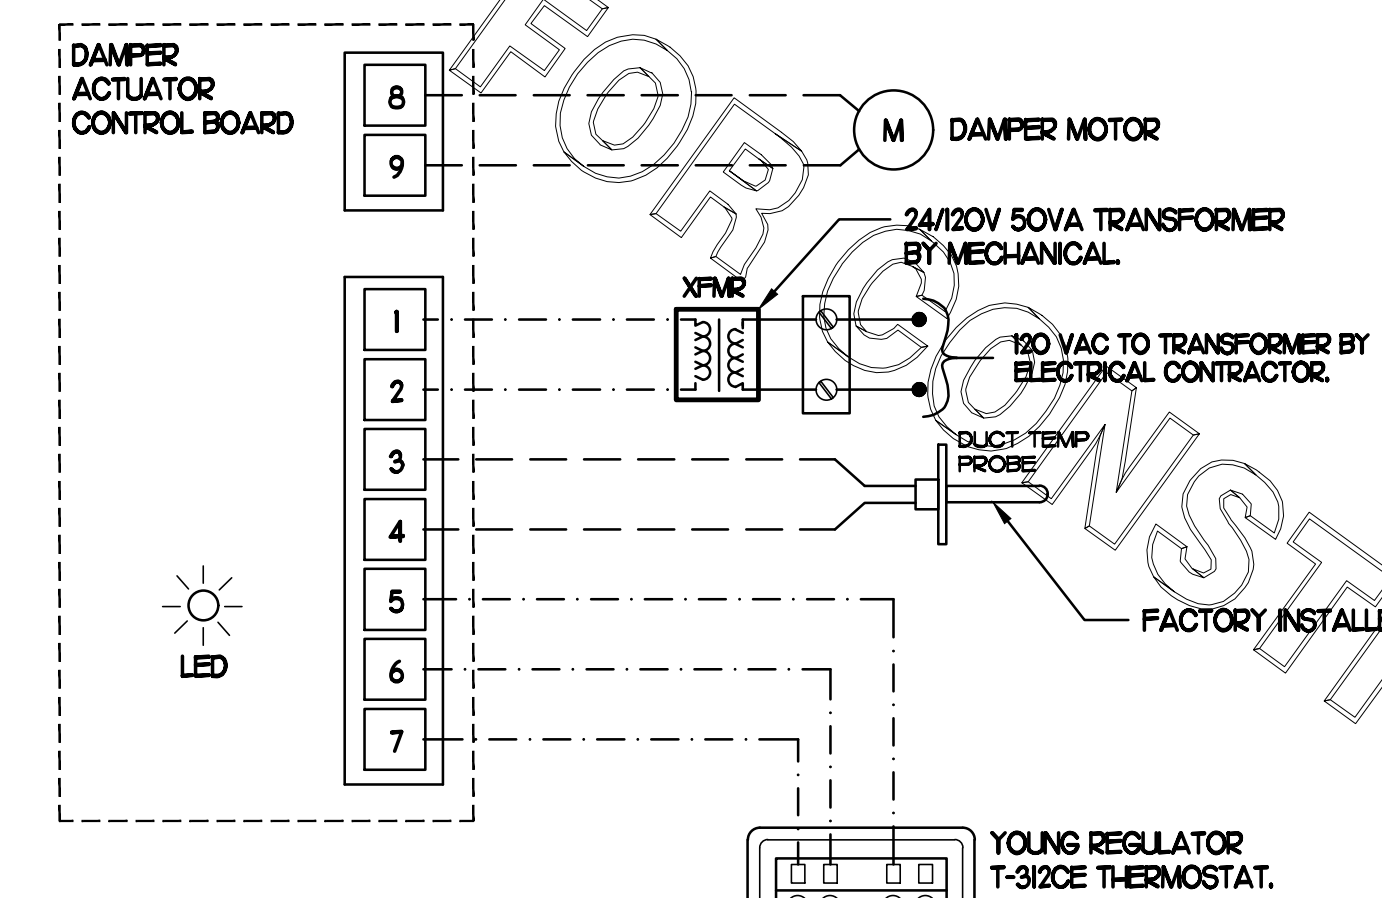 DAMPER
ACTUATOR
CONTROL BOARD
8
9
M
DAMPER MOTOR
24/120V 50VA TRANSFORMER
BY MECHANICAL.
XFMR
1
2
120 VAC TO TRANSFORMER BY
ELECTRICAL CONTRACTOR.
3
4
DUCT TEMP
PROBE
5
6
7
LED
FACTORY INSTALLE
YOUNG REGULATOR
T-312CE THERMOSTAT.
FOR CONST